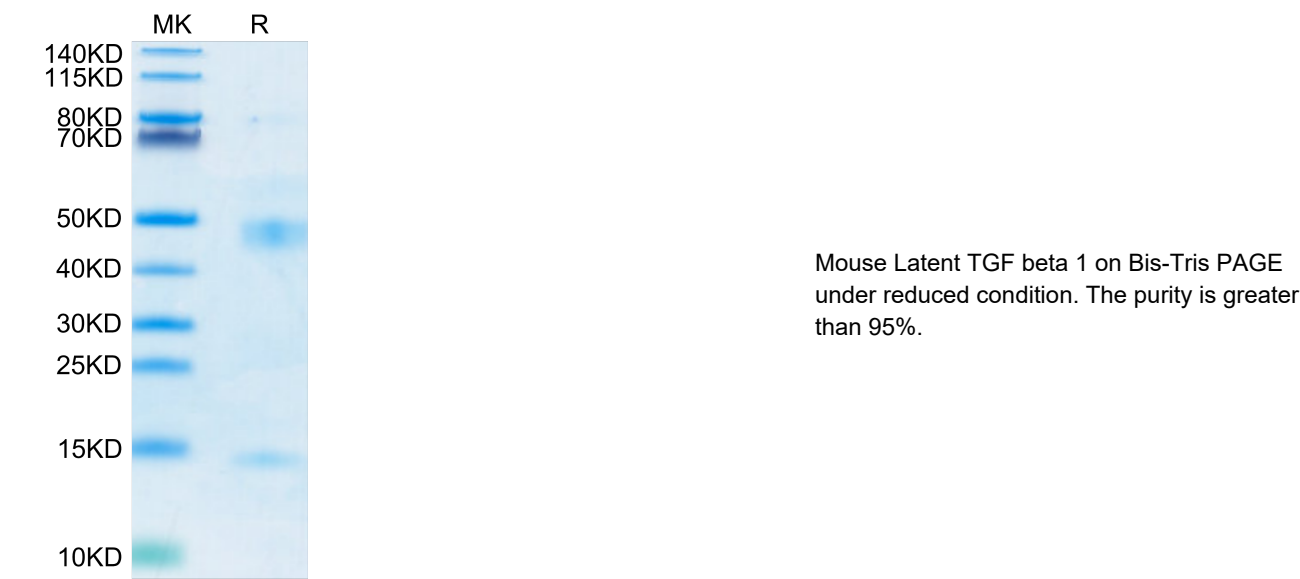 MK R
140KD
115KD
80KD
70KD
50KD
40KD
30KD
25KD
15KD
10KD
Mouse Latent TGF beta 1 on Bis-Tris PAGE
under reduced condition. The purity is greater
than 95%.